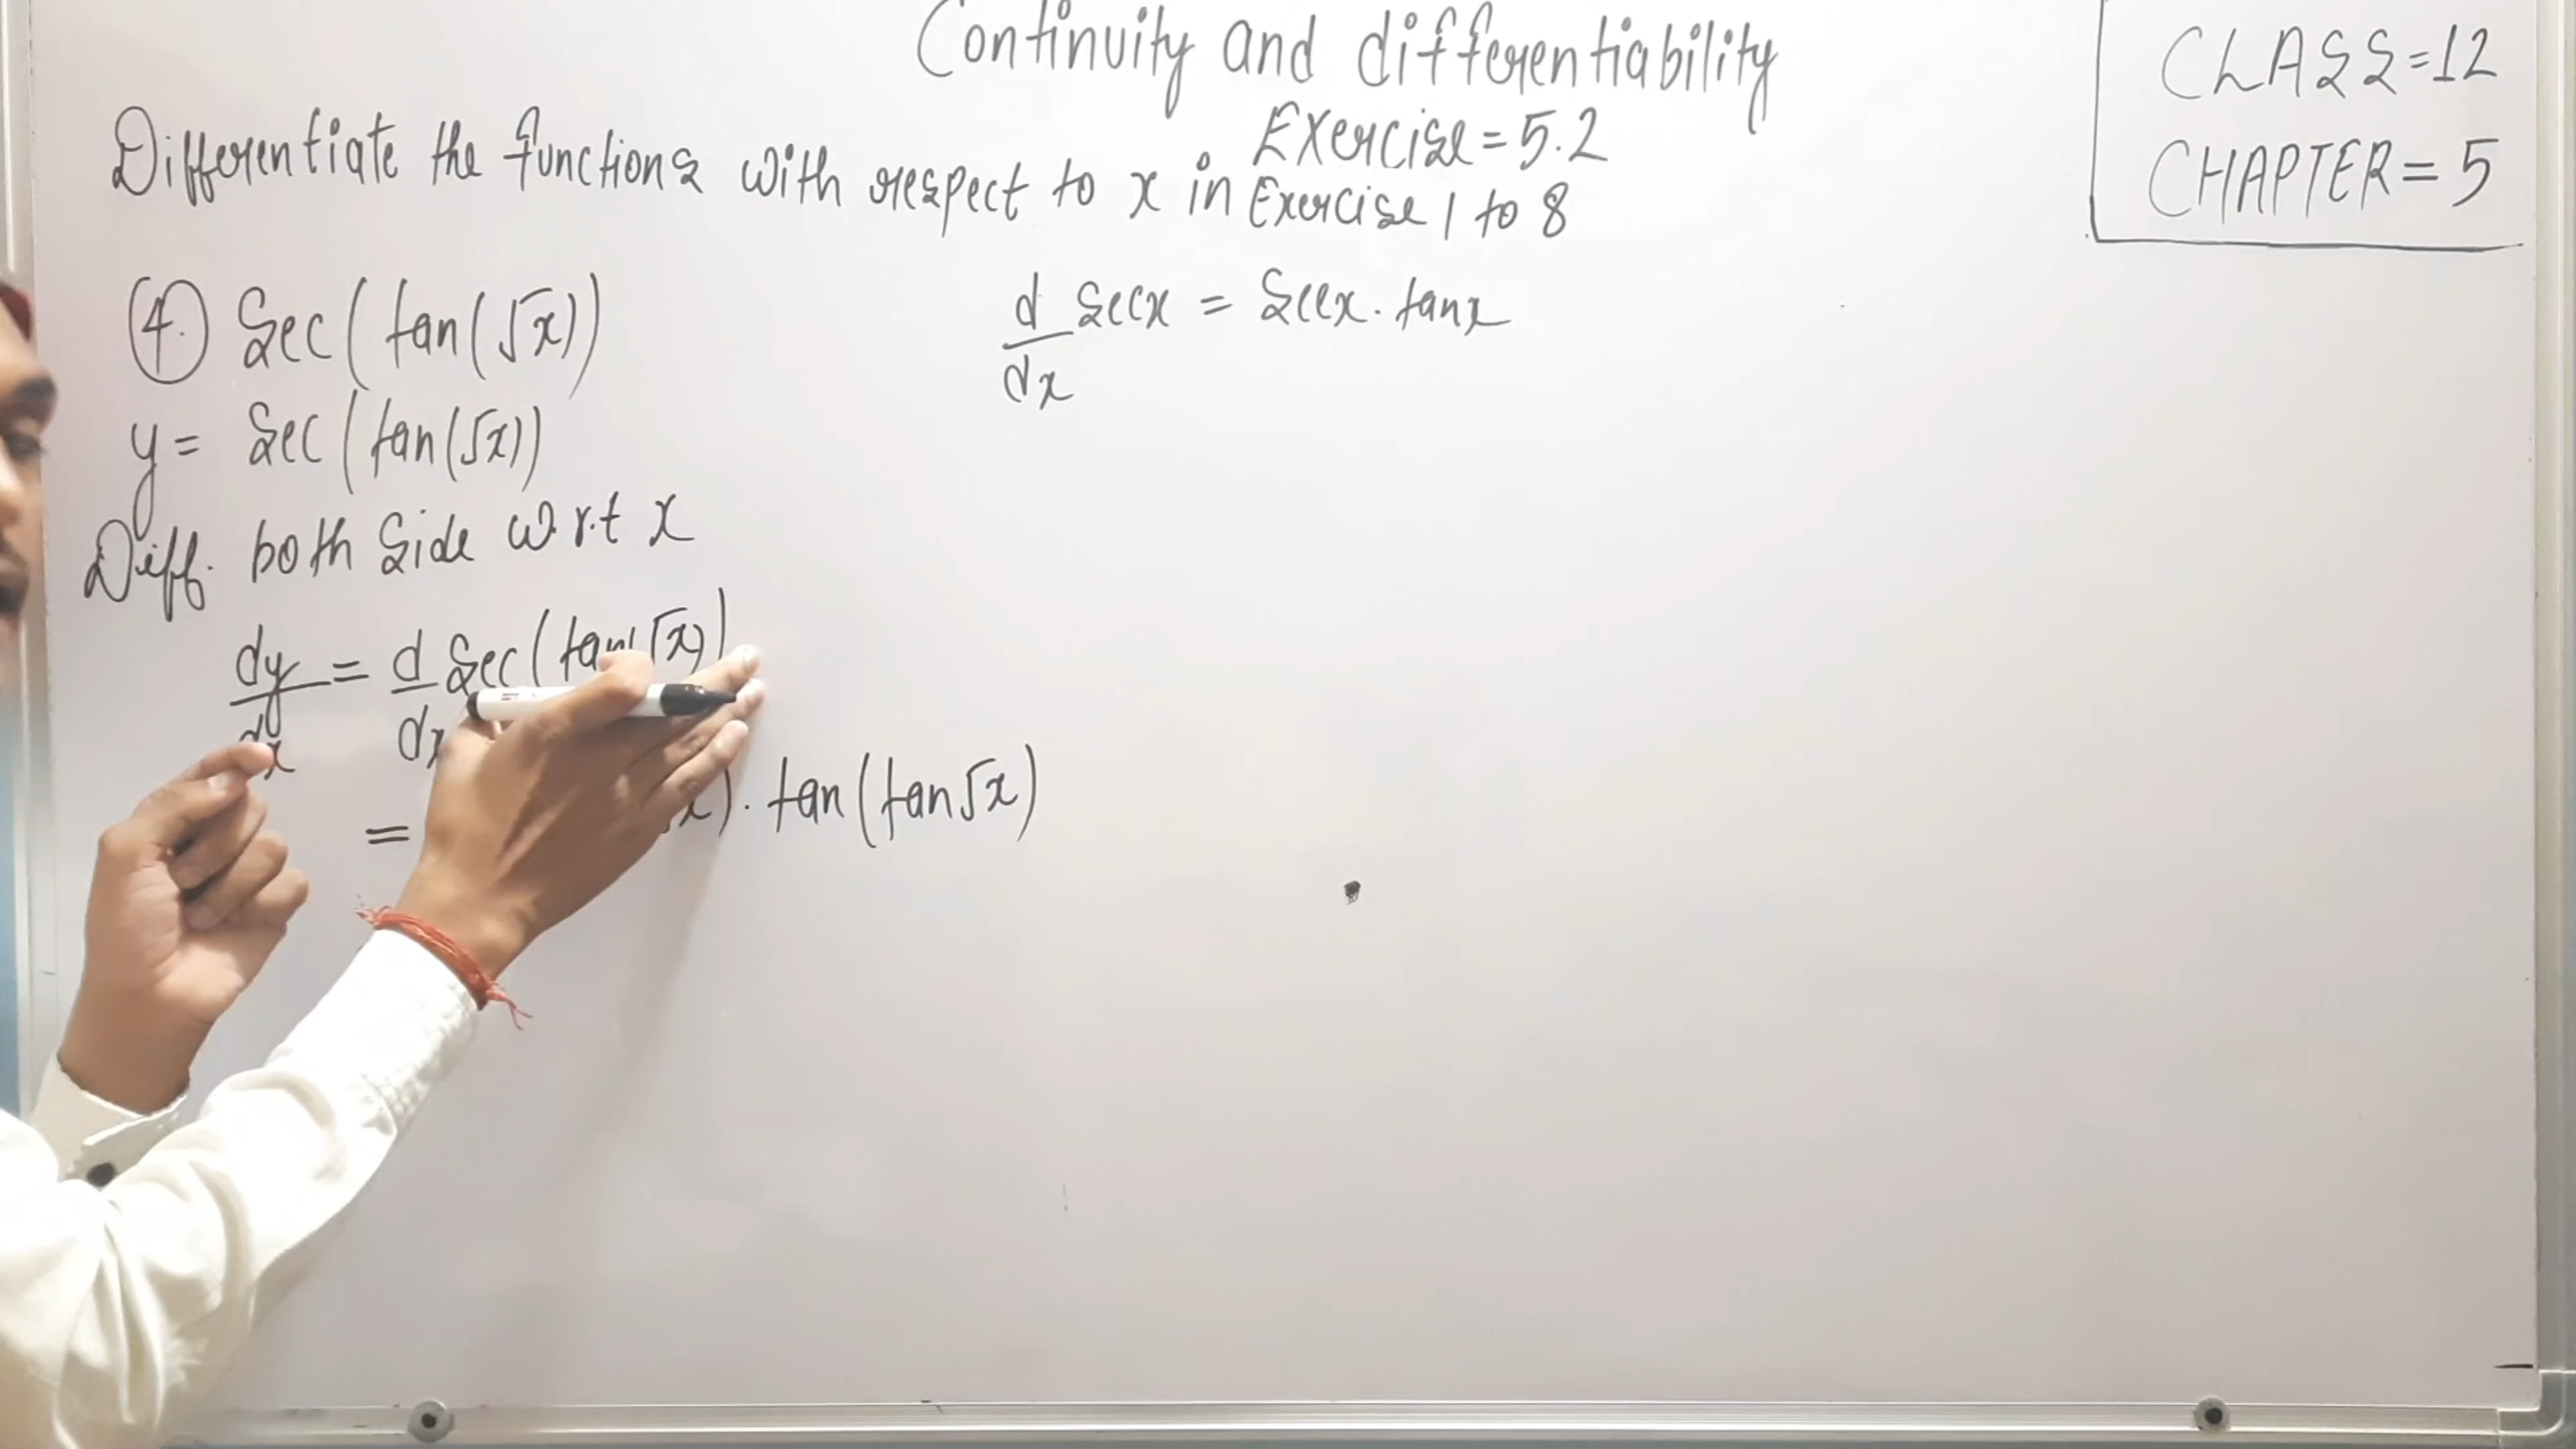 Continuity and differentiability
CLASS=12
CHAPTER=5
Exercise=5.2
Differentiate the functions with respect to x in Exercise 1 to 8
4. Sec(tan(√x))
d/dx Secx = Secx. tanx
y = Sec(tan(√x))
Diff. both Side w.r.t x
dy/dx = d/dx Sec(tan(√x))
= x). tan(tan√x)